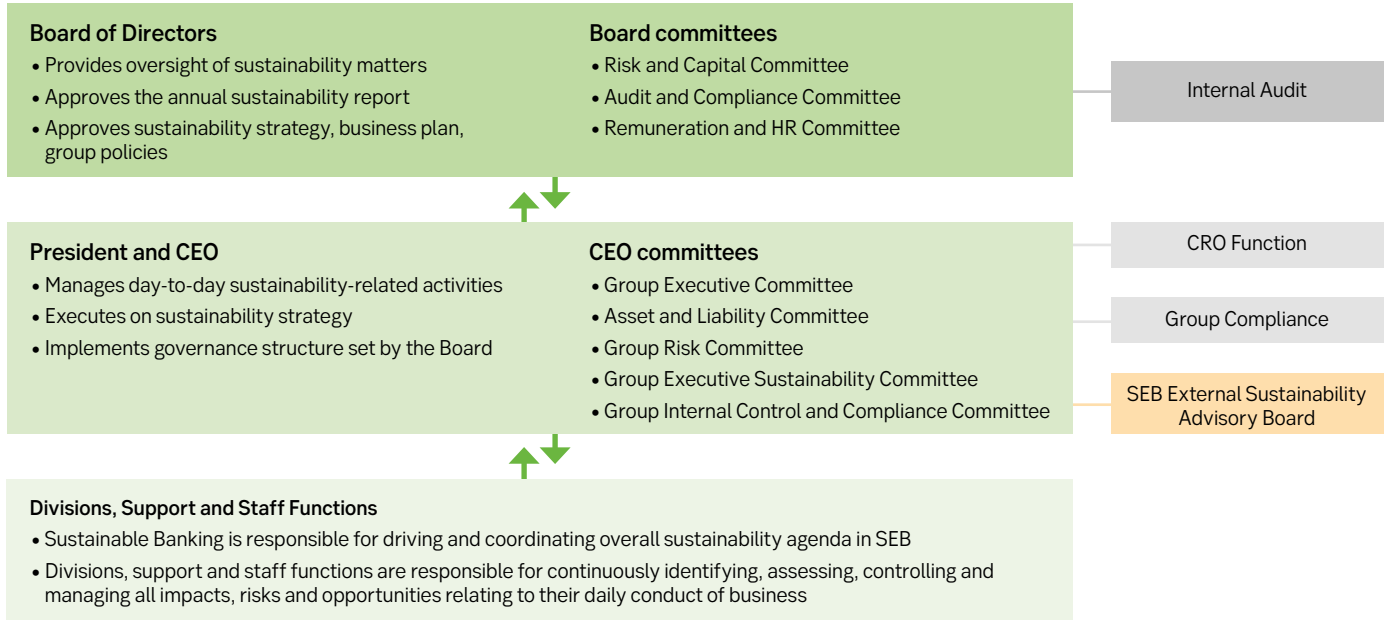 Board of Directors
• Provides oversight of sustainability matters
• Approves the annual sustainability report
• Approves sustainability strategy, business plan,
group policies
Board committees
• Risk and Capital Committee
• Audit and Compliance Committee
• Remuneration and HR Committee
Internal Audit
President and CEO
• Manages day-to-day sustainability-related activities
• Executes on sustainability strategy
• Implements governance structure set by the Board
CEO committees
• Group Executive Committee
• Asset and Liability Committee
• Group Risk Committee
• Group Executive Sustainability Committee
• Group Internal Control and Compliance Committee
CRO Function
Group Compliance
SEB External Sustainability
Advisory Board
Divisions, Support and Staff Functions
• Sustainable Banking is responsible for driving and coordinating overall sustainability agenda in SEB
• Divisions, support and staff functions are responsible for continuously identifying, assessing, controlling and
managing all impacts, risks and opportunities relating to their daily conduct of business